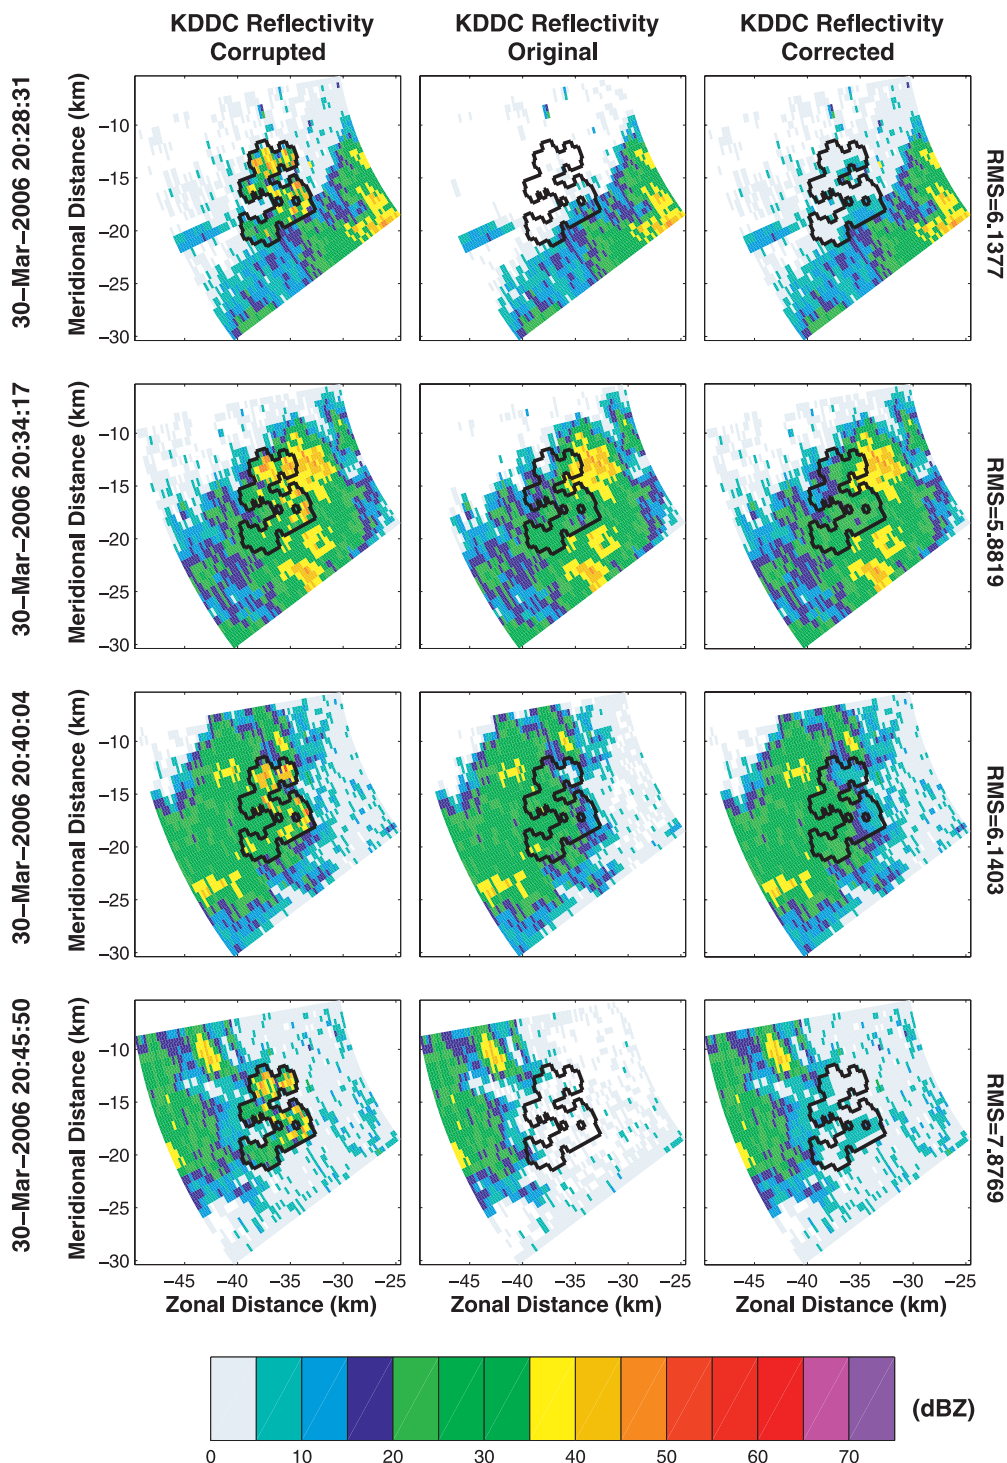 KDDC Reflectivity
Corrupted
KDDC Reflectivity
Original
KDDC Reflectivity
Corrected
30–Mar–2006 20:28:31
Meridional Distance (km)
−10
−15
−20
−25
−30
RMS=6.1377
30–Mar–2006 20:34:17
Meridional Distance (km)
−10
−15
−20
−25
−30
RMS=5.8819
30–Mar–2006 20:40:04
Meridional Distance (km)
−10
−15
−20
−25
−30
RMS=6.1403
30–Mar–2006 20:45:50
Meridional Distance (km)
−10
−15
−20
−25
−30
RMS=7.8769
−45 −40 −35 −30 −25
−45 −40 −35 −30 −25
−45 −40 −35 −30 −25
Zonal Distance (km)
Zonal Distance (km)
Zonal Distance (km)
(dBZ)
0 10 20 30 40 50 60 70